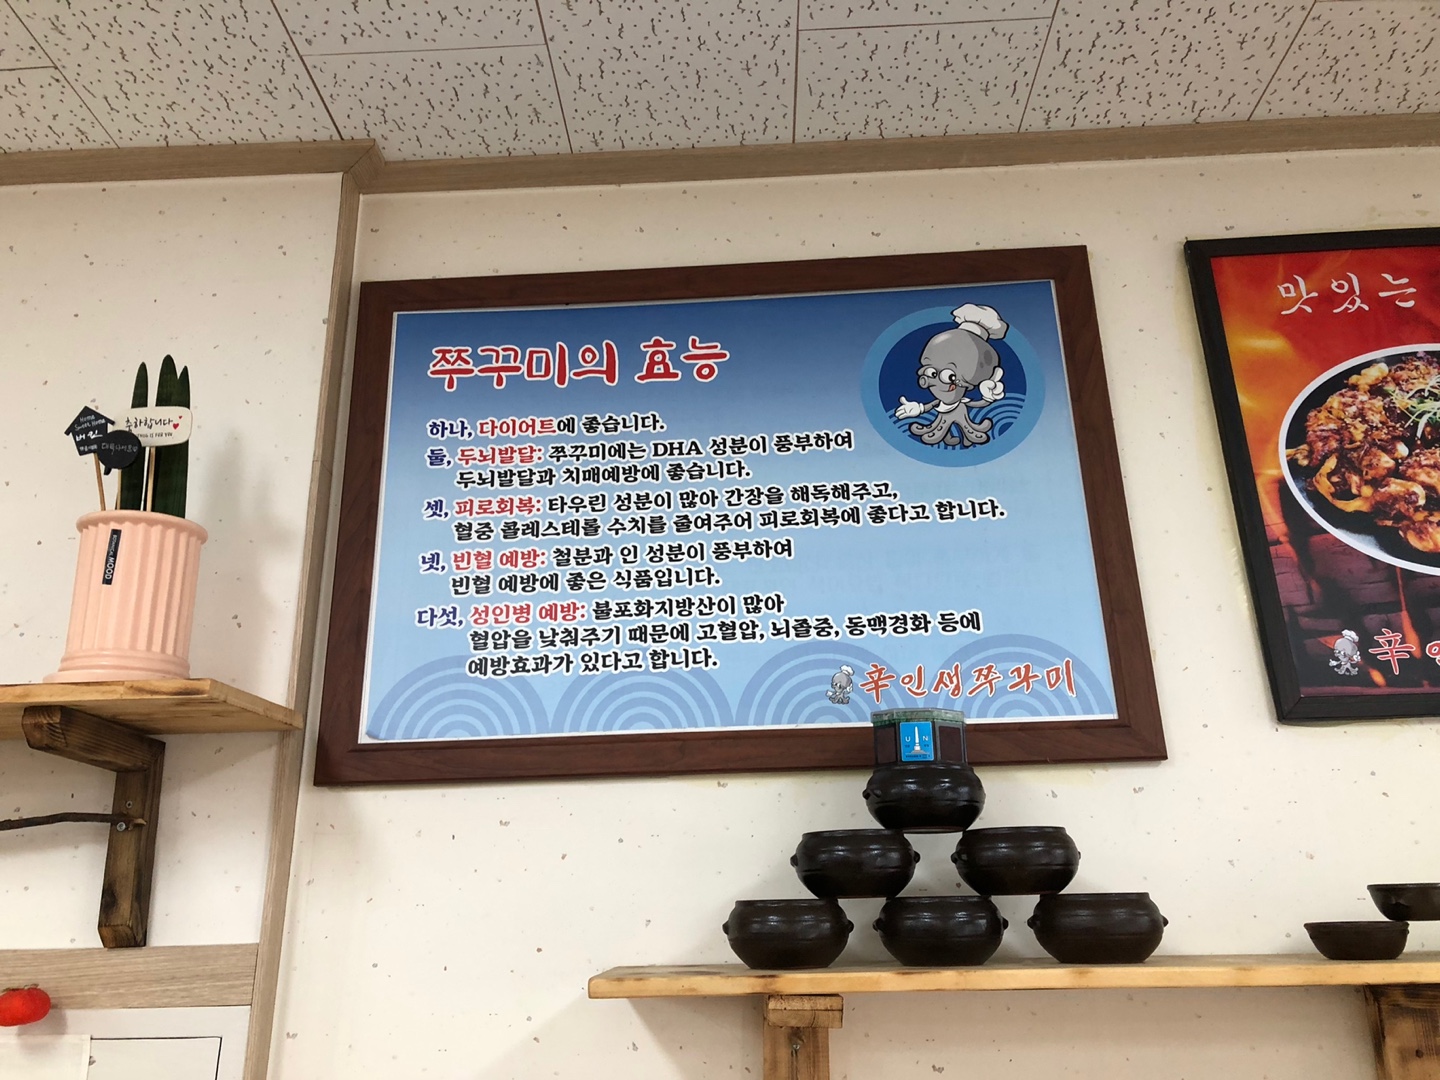 쭈꾸미의 효능
하나, 다이어트에 좋습니다.
둘, 두뇌발달: 쭈꾸미에는 DHA 성분이 풍부하여
두뇌발달과 치매예방에 좋습니다.
셋, 피로회복: 타우린 성분이 많아 간장을 해독해주고,
혈중 콜레스테롤 수치를 줄여주어 피로회복에 좋다고 합니다.
넷, 빈혈 예방: 철분과 인 성분이 풍부하여
빈혈 예방에 좋은 식품입니다.
다섯, 성인병 예방: 불포화지방산이 많아
혈압을 낮춰주기 때문에 고혈압, 뇌졸중, 동맥경화 등에
예방효과가 있다고 합니다.
辛인생쭈꾸미
맛있는
辛인
축하합니다
Home
Sweet Home
MOOD
UN